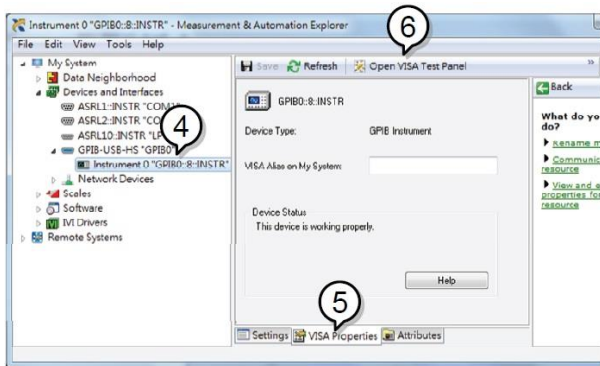 Instrument 0 "GPIB0::8::INSTR" - Measurement & Automation Explorer
6
File Edit View Tools Help
My System
Data Neighborhood
Devices and Interfaces
ASRL1::INSTR
ASRL2::INSTR
ASRL10::INSTR
GPIB-USB-HS "GPIB0"
Instrument 0 "GPIB0::8::INSTR"
Network Devices
Scales
Software
IVI Drivers
Remote Systems
4
Save Refresh Open VISA Test Panel »
GPIB0::8::INSTR
Device Type: GPIB Instrument
VISA Alias on My System:
Device Status
This device is working properly.
Help
5
Settings VISA Properties Attributes
Back
What do yo
do?
Rename m
Communic
resource
View and e
properties for
resource